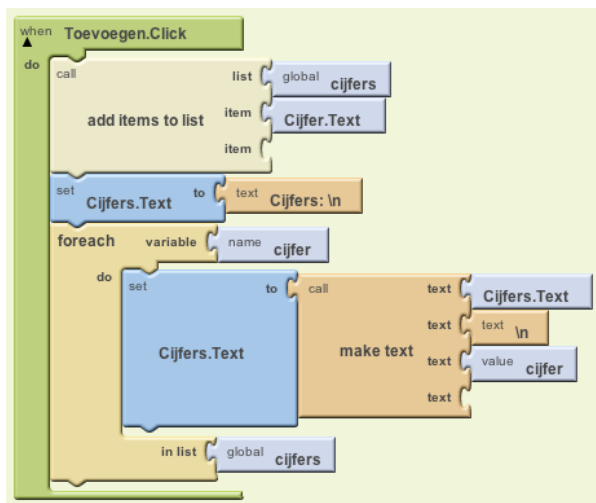 when Toevoegen.Click
do
call
list
global cijfers
add items to list
item
Cijfer.Text
item
set
Cijfers.Text
to
text Cijfers: \n
foreach
variable
name cijfer
do
set
to
call
text
Cijfers.Text
text
text \n
Cijfers.Text
make text
text
value cijfer
text
in list
global cijfers